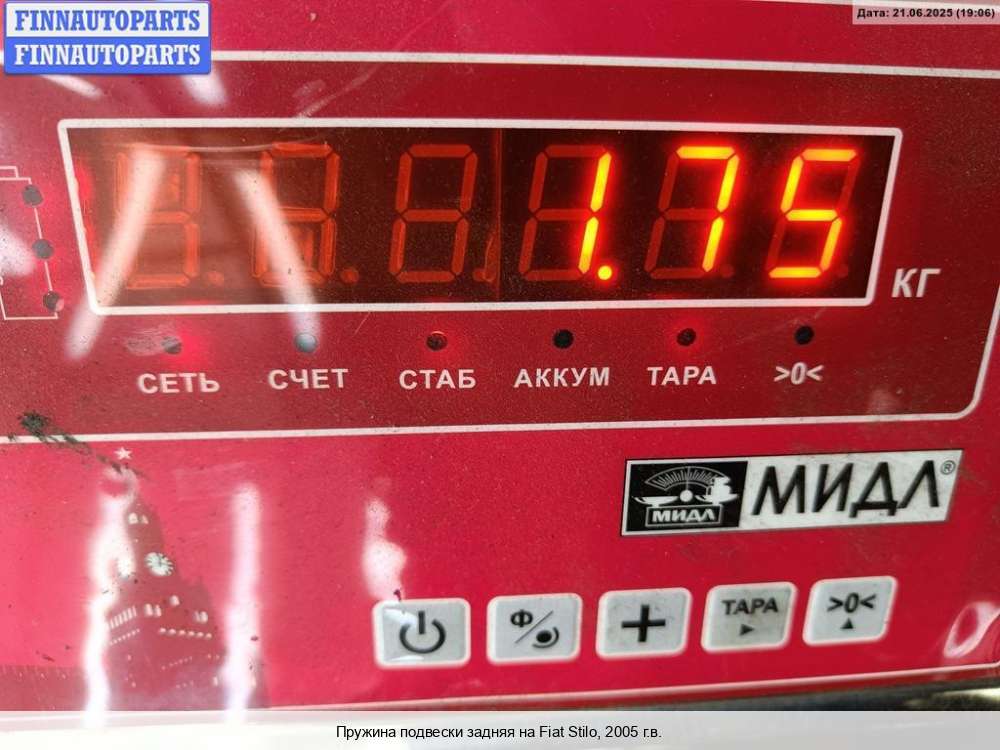 FINNAUTOPARTS
FINNAUTOPARTS
Дата: 21.06.2025 (19:06)
1.75
КГ
СЕТЬ СЧЕТ СТАБ АККУМ ТАРА >0<
МИДЛ МИДЛ®
Ф ТАРА >0<
Пружина подвески задняя на Fiat Stilo, 2005 г.в.